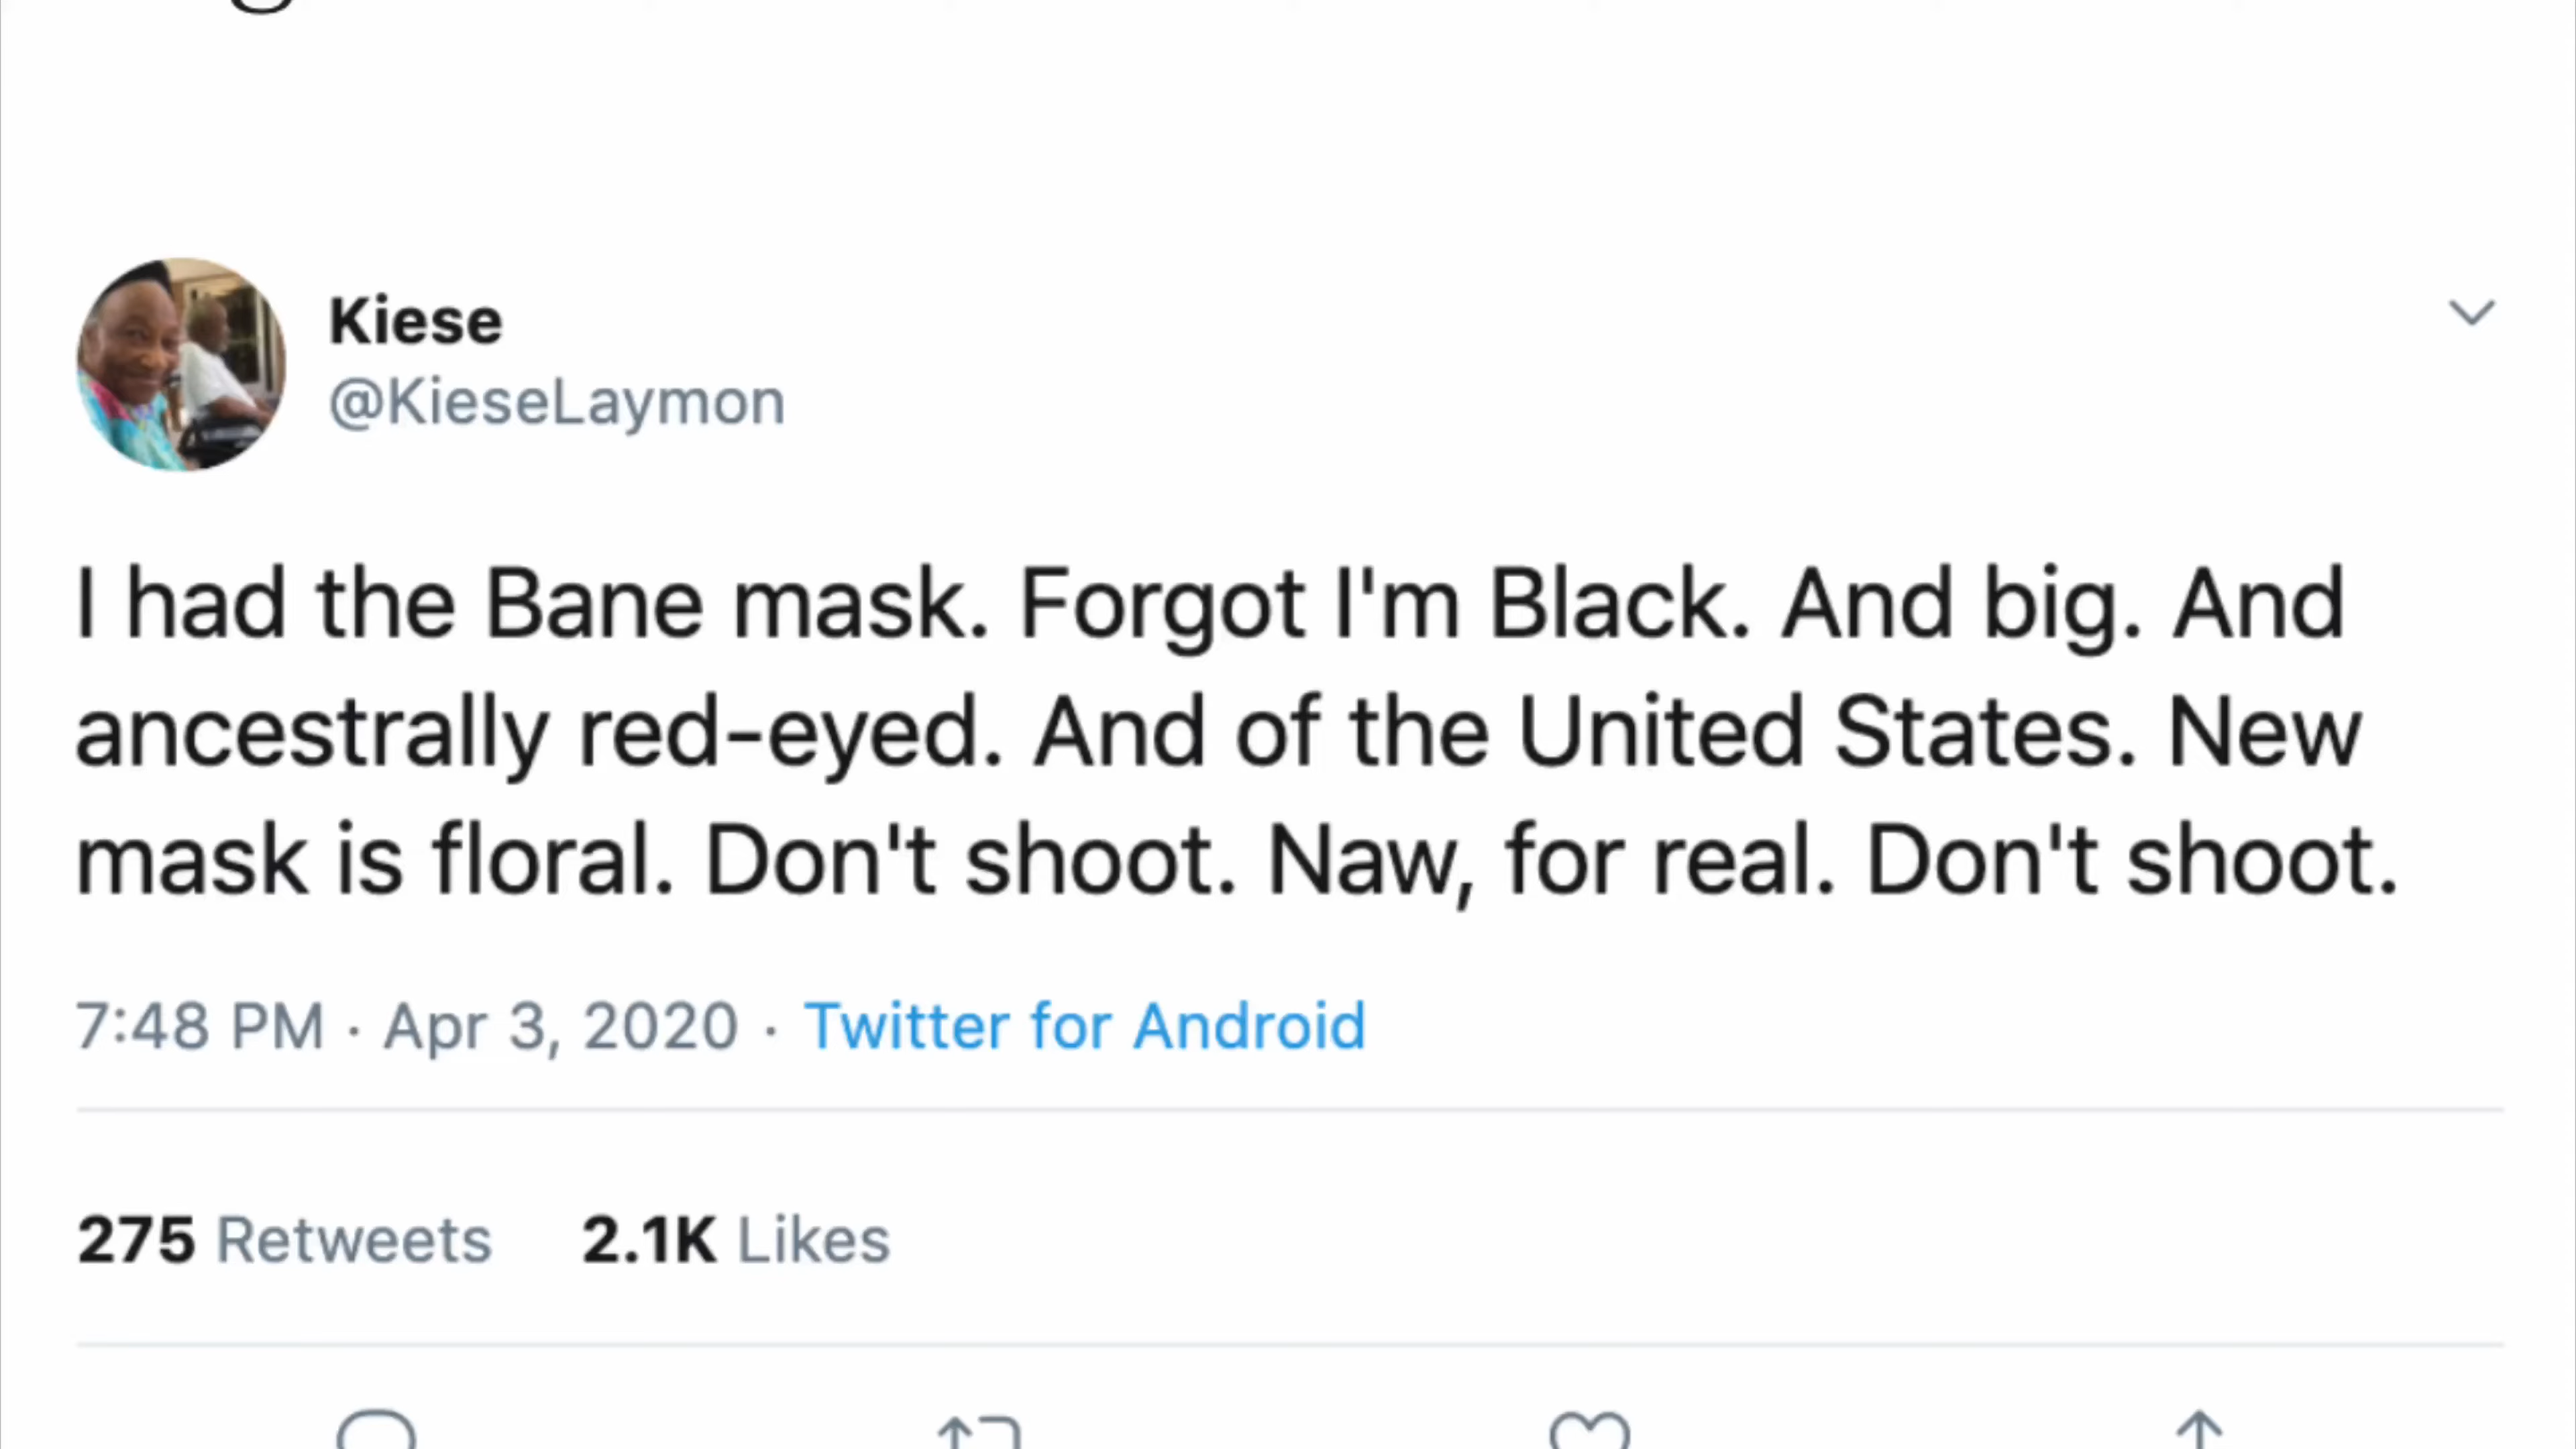 Kiese
@KieseLaymon
I had the Bane mask. Forgot I'm Black. And big. And
ancestrally red-eyed. And of the United States. New
mask is floral. Don't shoot. Naw, for real. Don't shoot.
7:48 PM · Apr 3, 2020 · Twitter for Android
275 Retweets 2.1K Likes